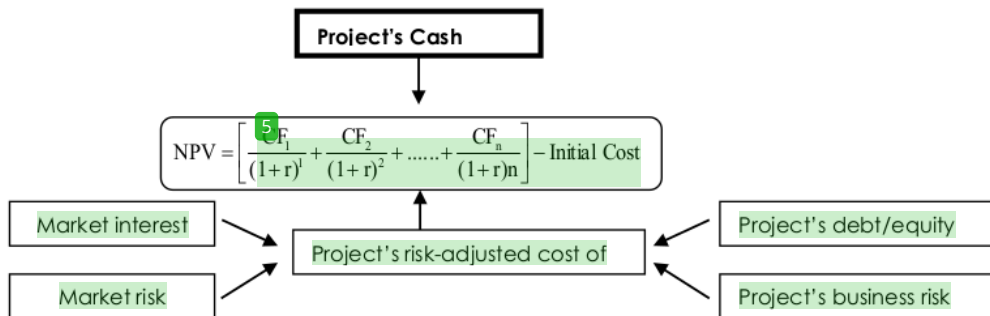 Project's Cash
5
NPV = [ CF₁/(1+r)¹ + CF₂/(1+r)² + ...... + CFₙ/(1+r)n ] − Initial Cost
Market interest
Project's debt/equity
Project's risk-adjusted cost of
Market risk
Project's business risk